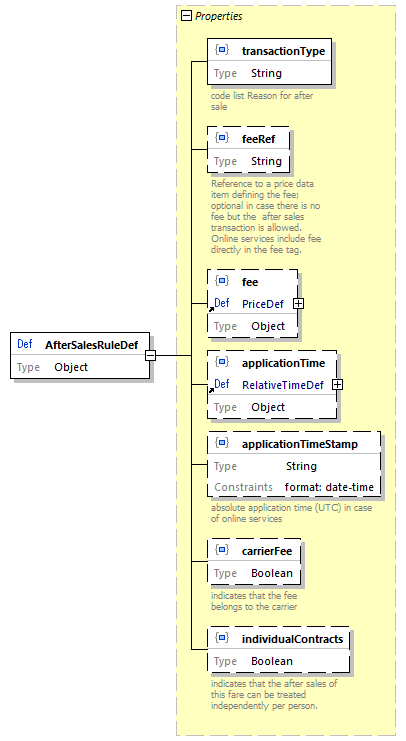 Properties
transactionType
Type String
code list Reason for after
sale
feeRef
Type String
Reference to a price data
item defining the fee;
optional in case there is no
fee but the after sales
transaction is allowed.
Online services include fee
directly in the fee tag.
fee
Def PriceDef
Type Object
Def AfterSalesRuleDef
Type Object
applicationTime
Def RelativeTimeDef
Type Object
applicationTimeStamp
Type String
Constraints format: date-time
absolute application time (UTC) in case
of online services
carrierFee
Type Boolean
indicates that the fee
belongs to the carrier
individualContracts
Type Boolean
indicates that the after sales of
this fare can be treated
independently per person.